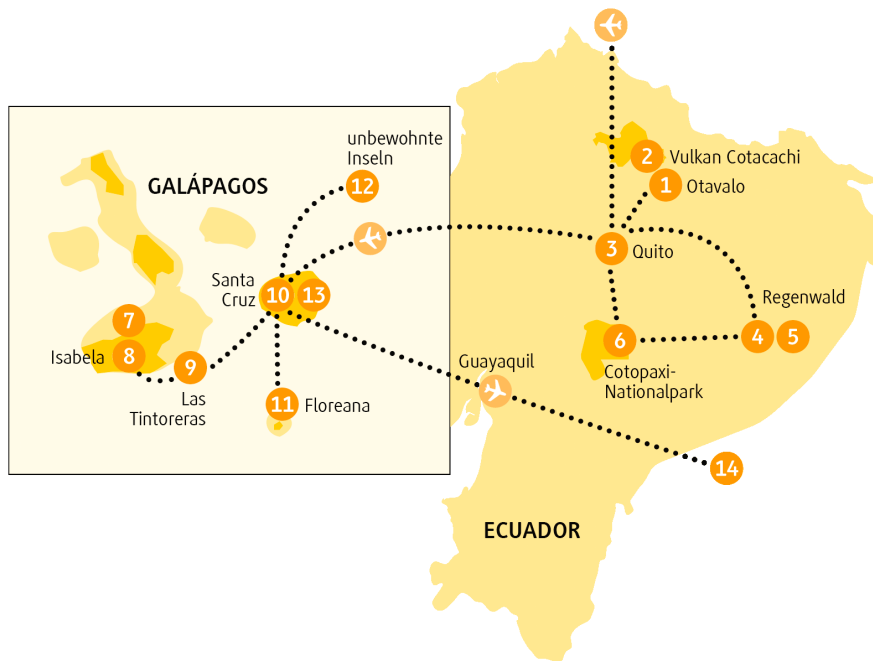 unbewohnte
Inseln
12
GALÁPAGOS
Santa
Cruz
10
13
7
Isabela
8
9
Las
Tintoreras
11
Floreana
2
Vulkan Cotacachi
1
Otavalo
3
Quito
Regenwald
4
5
6
Cotopaxi-
Nationalpark
Guayaquil
14
ECUADOR